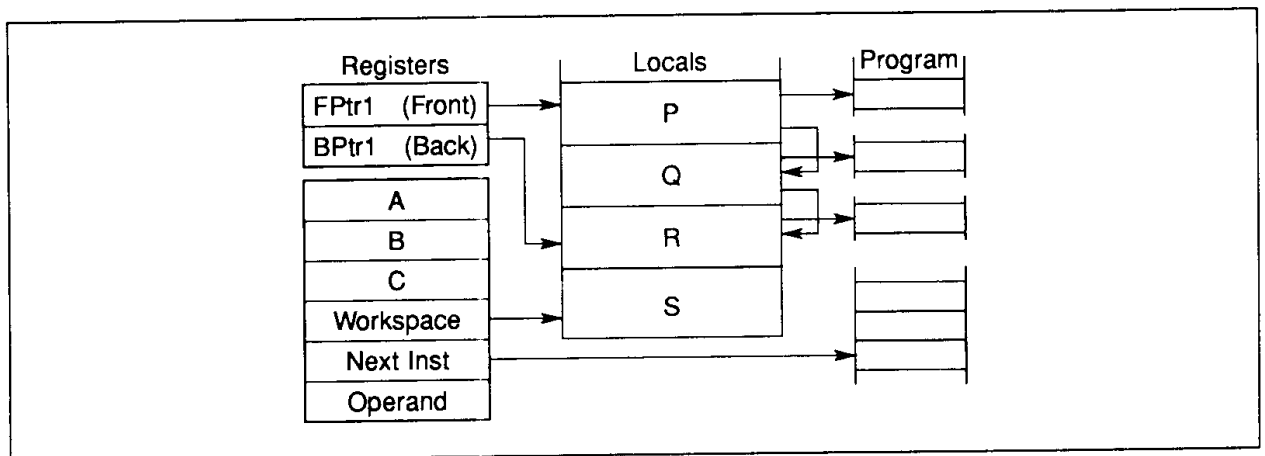 Registers
FPtr1 (Front)
BPtr1 (Back)
A
B
C
Workspace
Next Inst
Operand
Locals
P
Q
R
S
Program